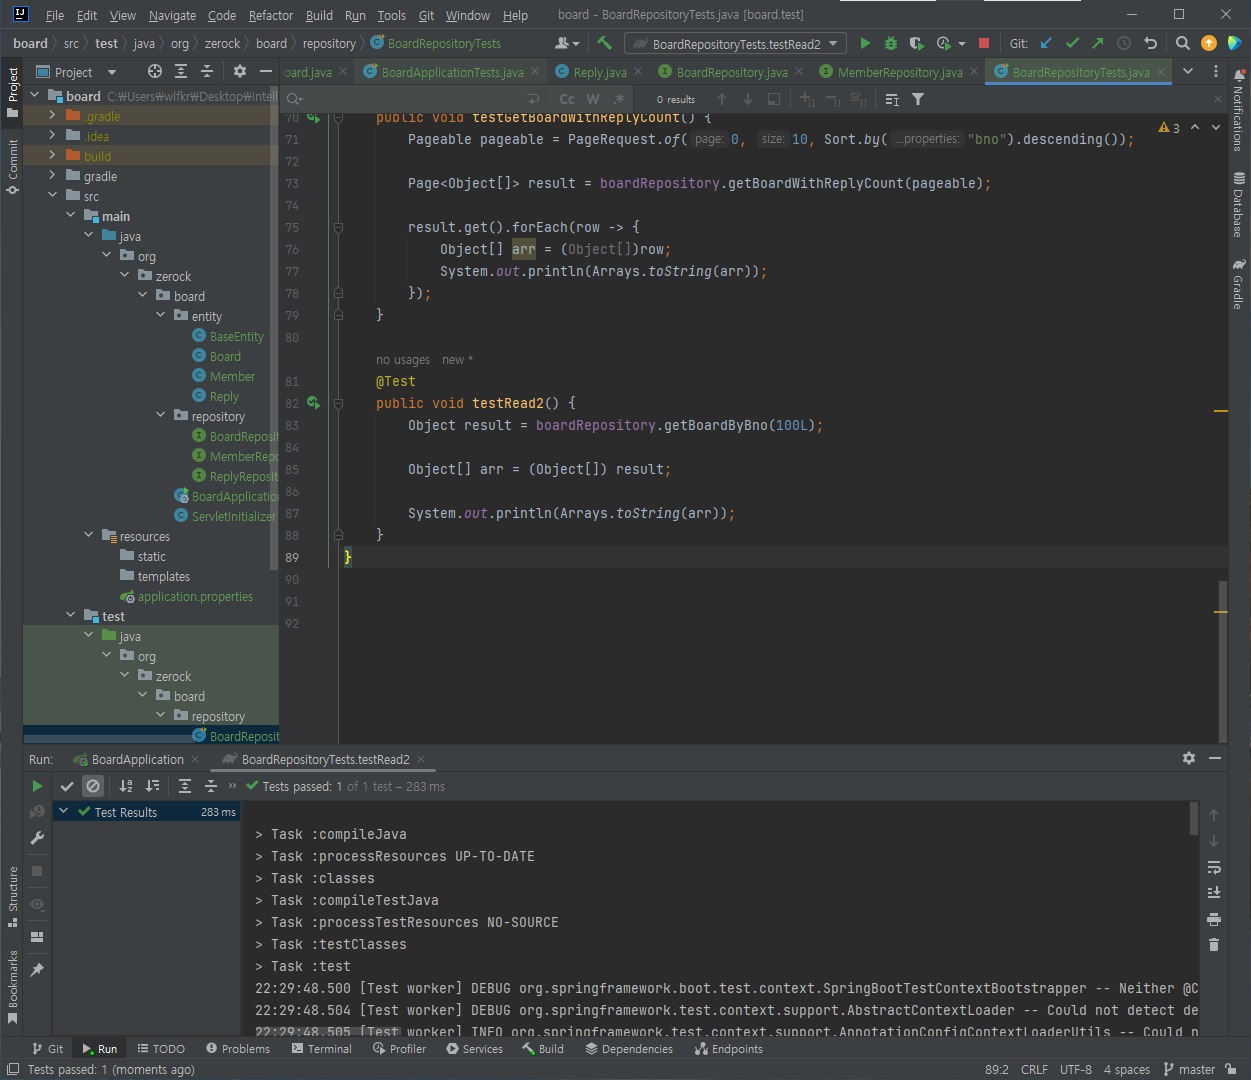 File Edit View Navigate Code Refactor Build Run Tools Git Window Help board - BoardRepositoryTests.java [board.test]
board src test java org zerock board repository BoardRepositoryTests BoardRepositoryTests.testRead2 Git:
Project oard.java BoardApplicationTests.java Reply.java BoardRepository.java MemberRepository.java BoardRepositoryTests.java
Cc W .* 0 results
Project
Commit
Structure
Bookmarks
Notifications
Database
Gradle
board C:₩Users₩wlfkr₩Desktop₩Intell
.gradle
.idea
build
gradle
src
main
java
org
zerock
board
entity
BaseEntity
Board
Member
Reply
repository
BoardReposit
MemberRepo
ReplyReposit
BoardApplication
ServletInitializer
resources
static
templates
application.properties
test
java
org
zerock
board
repository
BoardReposit
3
70 public void testGetBoardWithReplyCount() {
71 Pageable pageable = PageRequest.of( page: 0, size: 10, Sort.by( ...properties: "bno").descending());
72
73 Page<Object[]> result = boardRepository.getBoardWithReplyCount(pageable);
74
75 result.get().forEach(row -> {
76 Object[] arr = (Object[])row;
77 System.out.println(Arrays.toString(arr));
78 });
79 }
80
no usages new *
81 @Test
82 public void testRead2() {
83 Object result = boardRepository.getBoardByBno(100L);
84
85 Object[] arr = (Object[]) result;
86
87 System.out.println(Arrays.toString(arr));
88 }
89 }
90
91
92
Run: BoardApplication BoardRepositoryTests.testRead2
Tests passed: 1 of 1 test – 283 ms
Test Results 283 ms
> Task :compileJava
> Task :processResources UP-TO-DATE
> Task :classes
> Task :compileTestJava
> Task :processTestResources NO-SOURCE
> Task :testClasses
> Task :test
22:29:48.500 [Test worker] DEBUG org.springframework.boot.test.context.SpringBootTestContextBootstrapper -- Neither @C
22:29:48.504 [Test worker] DEBUG org.springframework.test.context.support.AbstractContextLoader -- Could not detect de
22:29:48.505 [Test worker] INFO org.springframework.test.context.support.AnnotationConfigContextLoaderUtils -- Could n
Git Run TODO Problems Terminal Profiler Services Build Dependencies Endpoints
Tests passed: 1 (moments ago) 89:2 CRLF UTF-8 4 spaces master